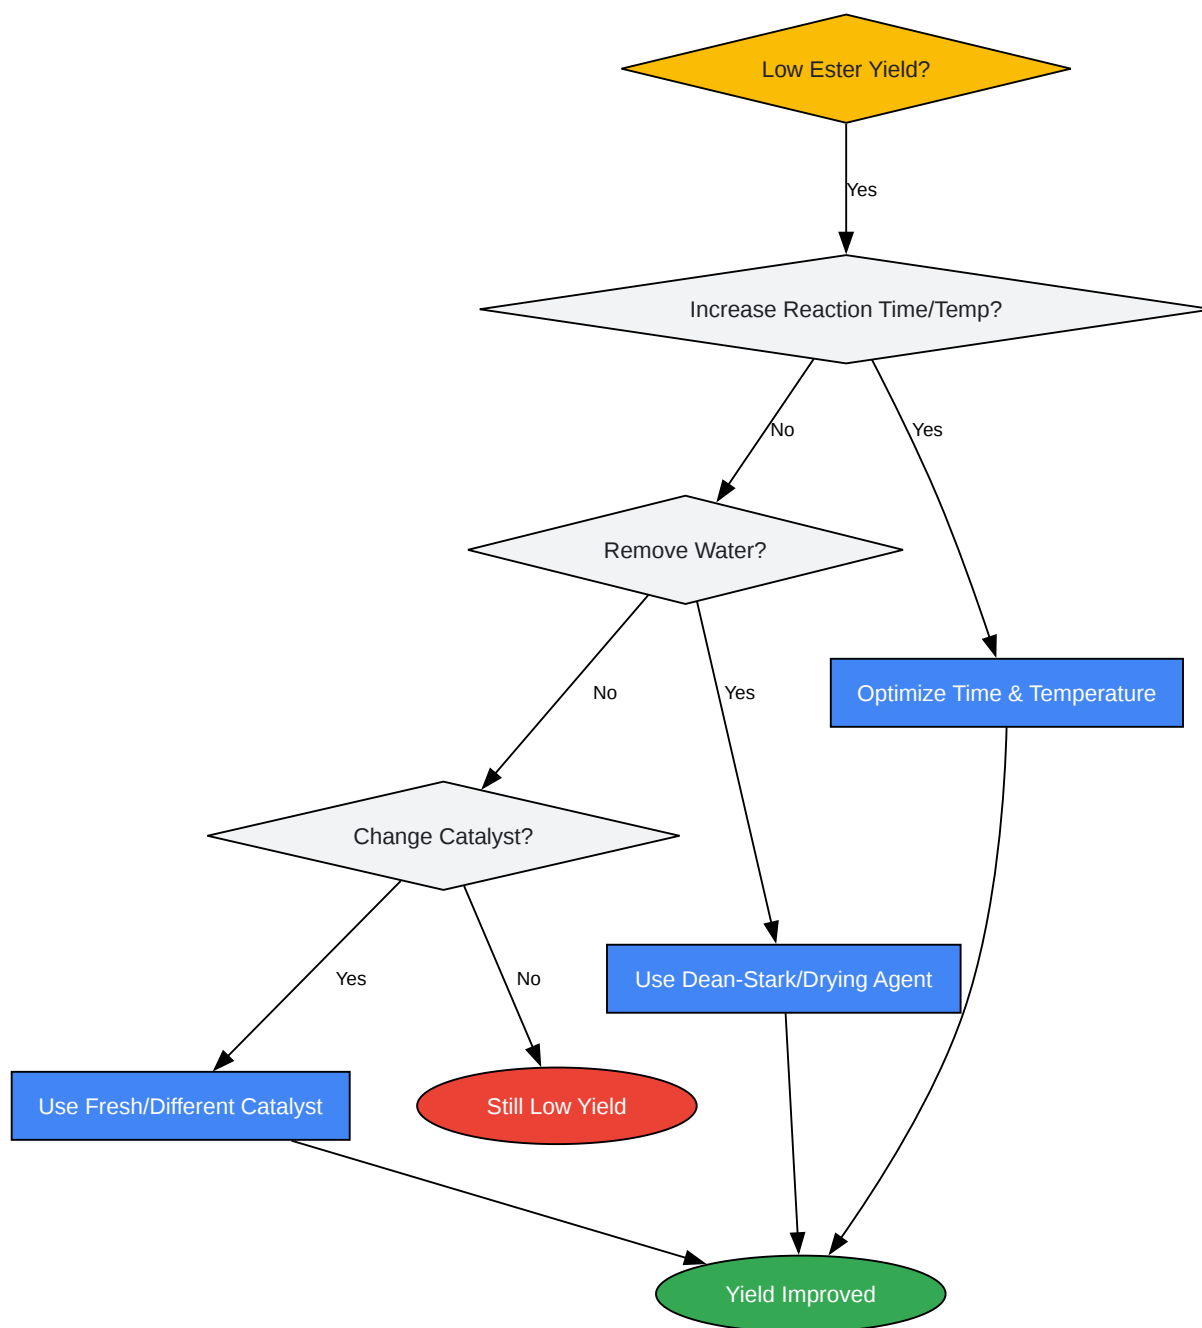 Low Ester Yield?
Yes
Increase Reaction Time/Temp?
No
Yes
Remove Water?
No
Yes
Optimize Time & Temperature
Change Catalyst?
Yes
No
Use Dean-Stark/Drying Agent
Use Fresh/Different Catalyst
Still Low Yield
Yield Improved